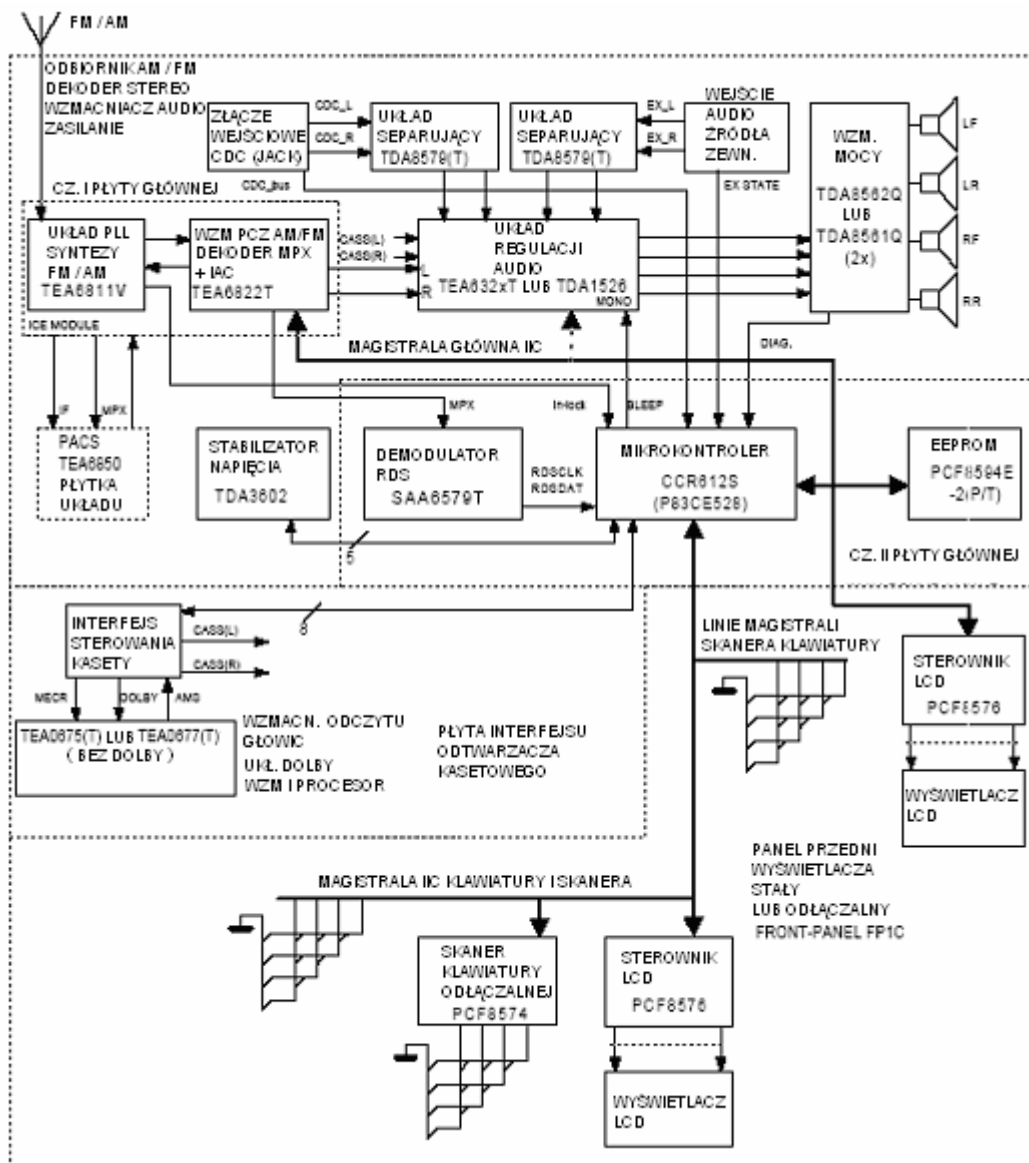 FM / AM
ODBIORNIKAM / FM
DEKODER STEREO
WZMACNIACZ AUDIO
ZASILANIE
ZŁĄCZE
WEJŚCIOWE
CDC (JACK)
CDC_L
CDC_R
UKŁAD
SEPARUJĄCY
TDA8579(T)
UKŁAD
SEPARUJĄCY
TDA8579(T)
EX_L
EX_R
WEJŚCIE
AUDIO
ŹRÓDŁA
ZEWN.
WZM.
MOCY
TDA8562Q
LUB
TDA8561Q
(2x)
LF
LR
RF
RR
CDC_bus
EX STATE
CZ. I PŁYTY GŁÓWNEJ
UKŁAD PLL
SYNTEZY
FM / AM
TEA6811V
WZM PCZ AM/FM
DEKODER MPX
+ IAC
TEA6822T
CASS(L)
CASS(R)
L
R
UKŁAD
REGULACJI
AUDIO
TEA632xT LUB TDA1526
MONO
ICE MODULE
MAGISTRALA GŁÓWNA IIC
DIAG.
IF
MPX
MPX
In-lock
BLEEP
PACS
TEA6850
PŁYTKA
UKŁADU
STABILIZATOR
NAPIĘCIA
TDA3602
DEMODULATOR
RDS
SAA6579T
RDSCLK
RDSDAT
MIKROKONTROLER
CCR612S
(P83CE528)
EEPROM
PCF8594E
-2(P/T)
5
CZ. II PŁYTY GŁÓWNEJ
INTERFEJS
STEROWANIA
KASETY
8
CASS(L)
CASS(R)
LINIE MAGISTRALI
SKANERA KLAWIATURY
STEROWNIK
LCD
PCF8576
MECR
DOLBY
AMS
TEA0675(T) LUB TEA0677(T)
( BEZ DOLBY )
WZMACN. ODCZYTU
GŁOWIC
UKŁ. DOLBY
WZM I PROCESOR
PŁYTA INTERFEJSU
ODTWARZACZA
KASETOWEGO
WYŚWIETLACZ
LCD
PANEL PRZEDNI
WYŚWIETLACZA
STAŁY
LUB ODŁĄCZALNY
FRONT-PANEL FP1C
MAGISTRALA IIC KLAWIATURY I SKANERA
SKANER
KLAWIATURY
ODŁĄCZALNEJ
PCF8574
STEROWNIK
LCD
PCF8576
WYŚWIETLACZ
LCD